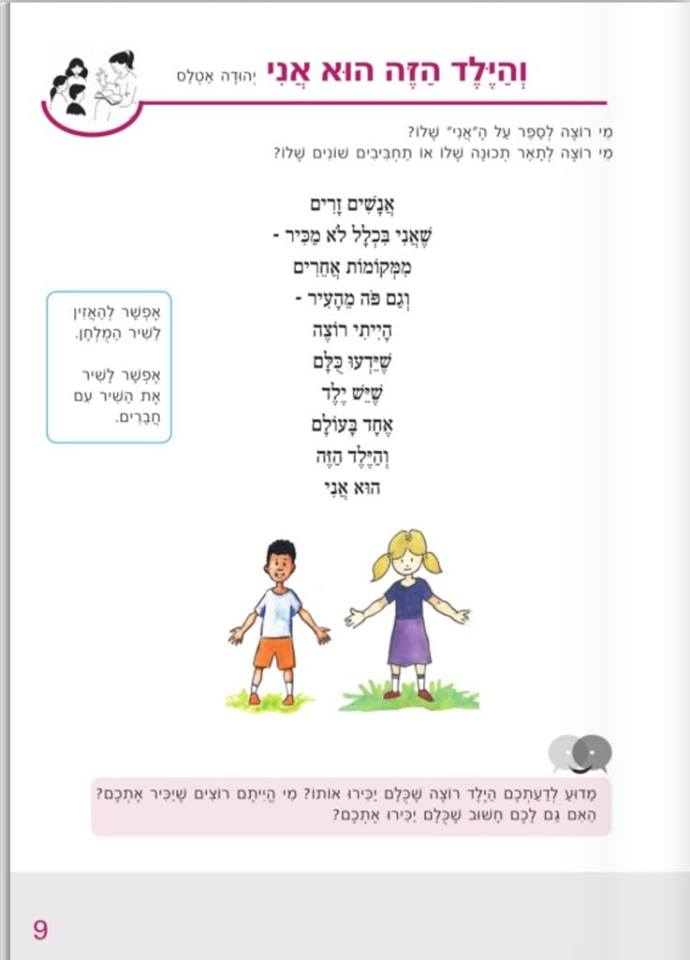 וְהַיֶּלֶד הַזֶּה הוּא אֲנִי יְהוּדָה אַטְלַס
מִי רוֹצֶה לְסַפֵּר עַל הָ"אֲנִי" שֶׁלּוֹ?
מִי רוֹצֶה לְתָאֵר תְּכוּנָה שֶׁלּוֹ אוֹ תַּחְבִּיבִים שׁוֹנִים שֶׁלּוֹ?
אֲנָשִׁים זָרִים
שֶׁאֲנִי בִּכְלָל לֹא מַכִּיר -
מִמְּקוֹמוֹת אֲחֵרִים
וְגַם פֹּה מֵהָעִיר -
הָיִיתִי רוֹצֶה
שֶׁיֵּדְעוּ כֻּלָּם
שֶׁיֵּשׁ יֶלֶד
אֶחָד בָּעוֹלָם
וְהַיֶּלֶד הַזֶּה
הוּא אֲנִי
אֶפְשָׁר לְהַאֲזִין
לַשִּׁיר הַמֻּלְחָן.
אֶפְשָׁר לָשִׁיר
אֶת הַשִּׁיר עִם
חֲבֵרִים.
מַדּוּעַ לְדַעְתְּכֶם הַיֶּלֶד רוֹצֶה שֶׁכֻּלָּם יַכִּירוּ אוֹתוֹ? מִי הֱיִיתֶם רוֹצִים שֶׁיַּכִּיר אֶתְכֶם?
הַאִם גַּם לָכֶם חָשׁוּב שֶׁכֻּלָּם יַכִּירוּ אֶתְכֶם?
9